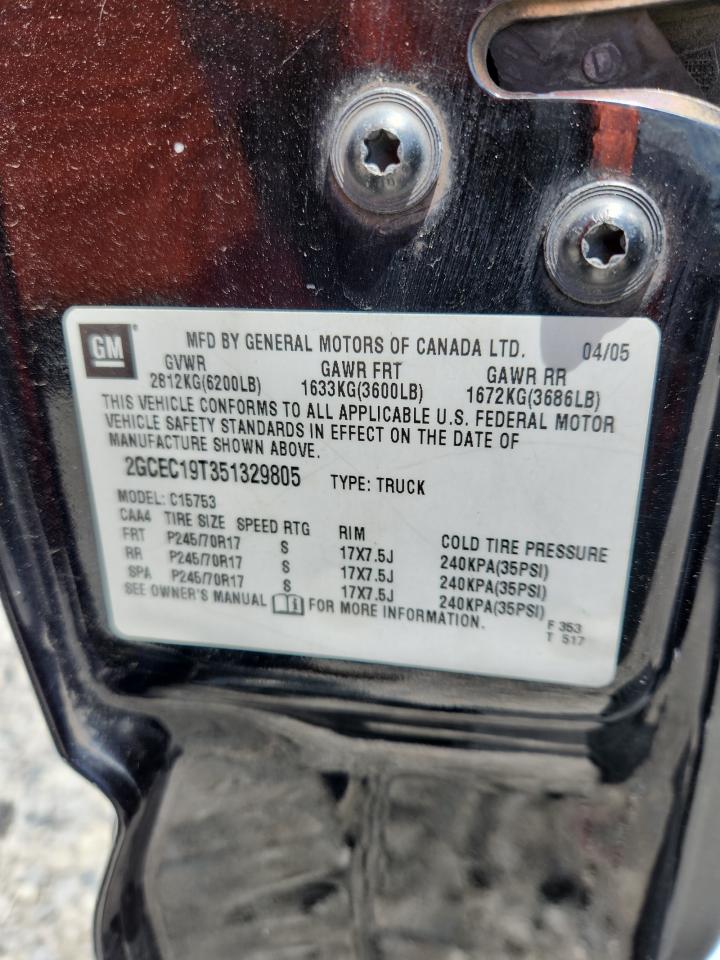 GM ® MFD BY GENERAL MOTORS OF CANADA LTD. 04/05
GVWR GAWR FRT GAWR RR
2812KG(6200LB) 1633KG(3600LB) 1672KG(3686LB)
THIS VEHICLE CONFORMS TO ALL APPLICABLE U.S. FEDERAL MOTOR
VEHICLE SAFETY STANDARDS IN EFFECT ON THE DATE OF
MANUFACTURE SHOWN ABOVE.
2GCEC19T351329805 TYPE: TRUCK
MODEL: C15753
CAA4 TIRE SIZE SPEED RTG RIM COLD TIRE PRESSURE
FRT P245/70R17 S 17X7.5J 240KPA(35PSI)
RR P245/70R17 S 17X7.5J 240KPA(35PSI)
SPA P245/70R17 S 17X7.5J 240KPA(35PSI)
SEE OWNER'S MANUAL FOR MORE INFORMATION.
F 353
T 517